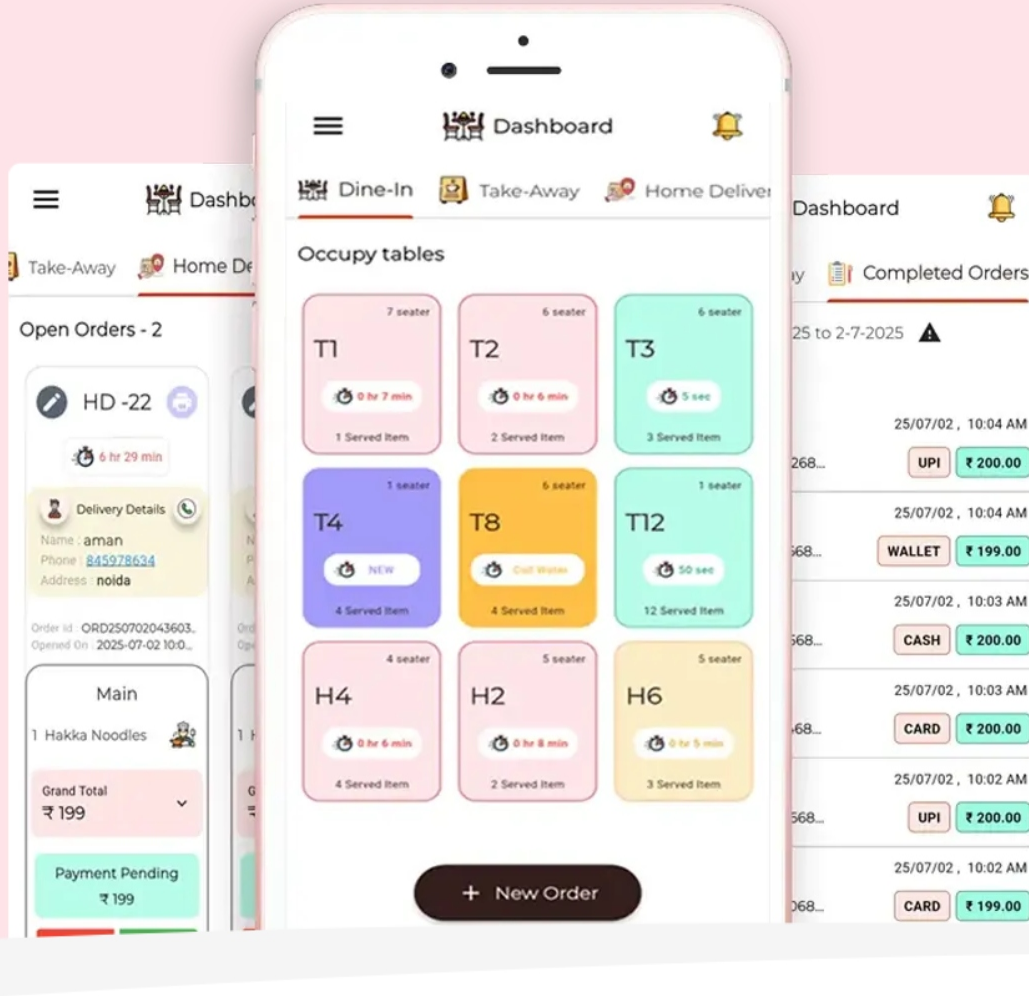 Dashboard
Dine-In
Take-Away
Home Deliver
Occupy tables
7 seater
T1
0 hr 7 min
1 Served Item
6 seater
T2
0 hr 6 min
2 Served Item
6 seater
T3
5 sec
3 Served Item
1 seater
T4
NEW
4 Served Item
6 seater
T8
Call Water
4 Served Item
1 seater
T12
50 sec
12 Served Item
4 seater
H4
0 hr 6 min
4 Served Item
5 seater
H2
0 hr 8 min
2 Served Item
5 seater
H6
0 hr 5 min
3 Served Item
+ New Order
Dashbo
Take-Away
Home De
Open Orders - 2
HD -22
6 hr 29 min
Delivery Details
Name : aman
Phone : 845978634
Address : noida
Order Id : ORD250702043603..
Opened On : 2025-07-02 10:0...
Main
1 Hakka Noodles
Grand Total
₹ 199
Payment Pending
₹ 199
Dashboard
Completed Orders
25 to 2-7-2025
25/07/02 , 10:04 AM
268... UPI ₹ 200.00
25/07/02 , 10:04 AM
568... WALLET ₹ 199.00
25/07/02 , 10:03 AM
568... CASH ₹ 200.00
25/07/02 , 10:03 AM
68... CARD ₹ 200.00
25/07/02 , 10:02 AM
568... UPI ₹ 200.00
25/07/02 , 10:02 AM
068... CARD ₹ 199.00